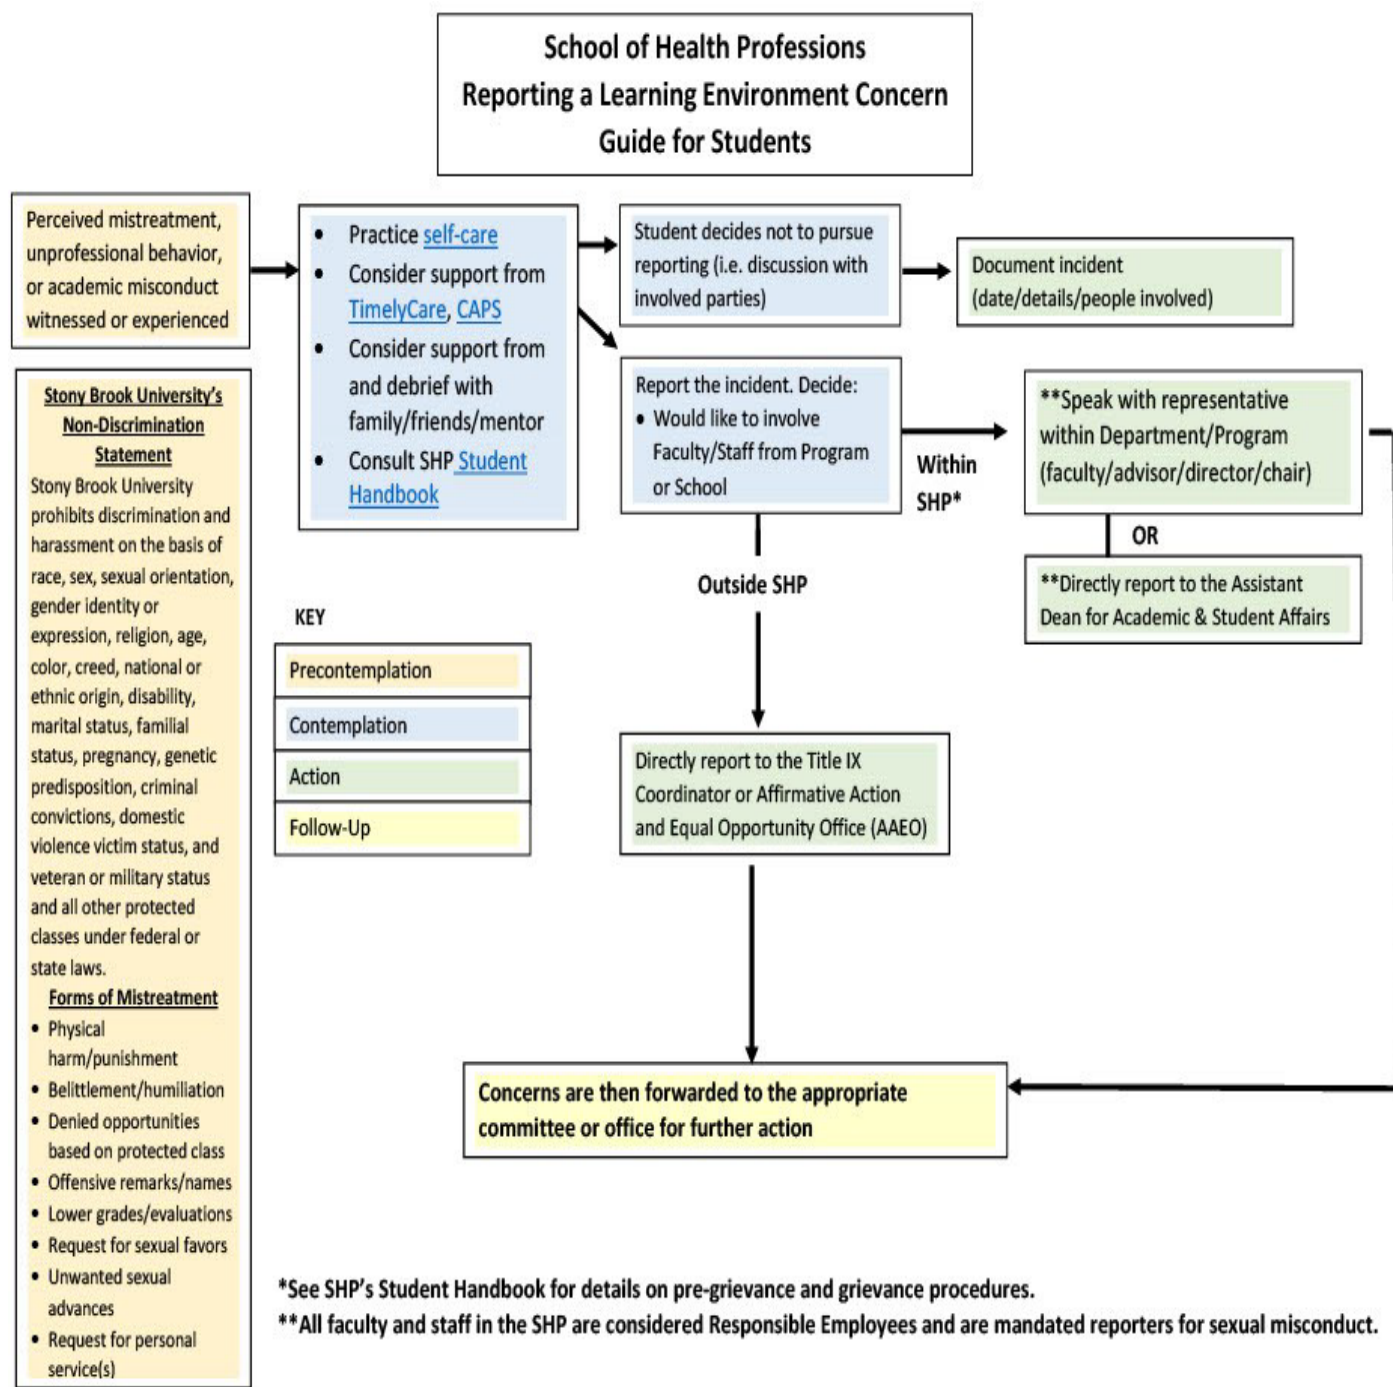 School of Health Professions
Reporting a Learning Environment Concern
Guide for Students
Perceived mistreatment,
unprofessional behavior,
or academic misconduct
witnessed or experienced
• Practice self-care
• Consider support from
TimelyCare, CAPS
• Consider support from
and debrief with
family/friends/mentor
• Consult SHP Student
Handbook
Student decides not to pursue
reporting (i.e. discussion with
involved parties)
Document incident
(date/details/people involved)
Report the incident. Decide:
• Would like to involve
Faculty/Staff from Program
or School
Within
SHP*
**Speak with representative
within Department/Program
(faculty/advisor/director/chair)
OR
**Directly report to the Assistant
Dean for Academic & Student Affairs
Outside SHP
Directly report to the Title IX
Coordinator or Affirmative Action
and Equal Opportunity Office (AAEO)
Concerns are then forwarded to the appropriate
committee or office for further action
KEY
Precontemplation
Contemplation
Action
Follow-Up
Stony Brook University's
Non-Discrimination
Statement
Stony Brook University
prohibits discrimination and
harassment on the basis of
race, sex, sexual orientation,
gender identity or
expression, religion, age,
color, creed, national or
ethnic origin, disability,
marital status, familial
status, pregnancy, genetic
predisposition, criminal
convictions, domestic
violence victim status, and
veteran or military status
and all other protected
classes under federal or
state laws.
Forms of Mistreatment
• Physical
harm/punishment
• Belittlement/humiliation
• Denied opportunities
based on protected class
• Offensive remarks/names
• Lower grades/evaluations
• Request for sexual favors
• Unwanted sexual
advances
• Request for personal
service(s)
*See SHP's Student Handbook for details on pre-grievance and grievance procedures.
**All faculty and staff in the SHP are considered Responsible Employees and are mandated reporters for sexual misconduct.